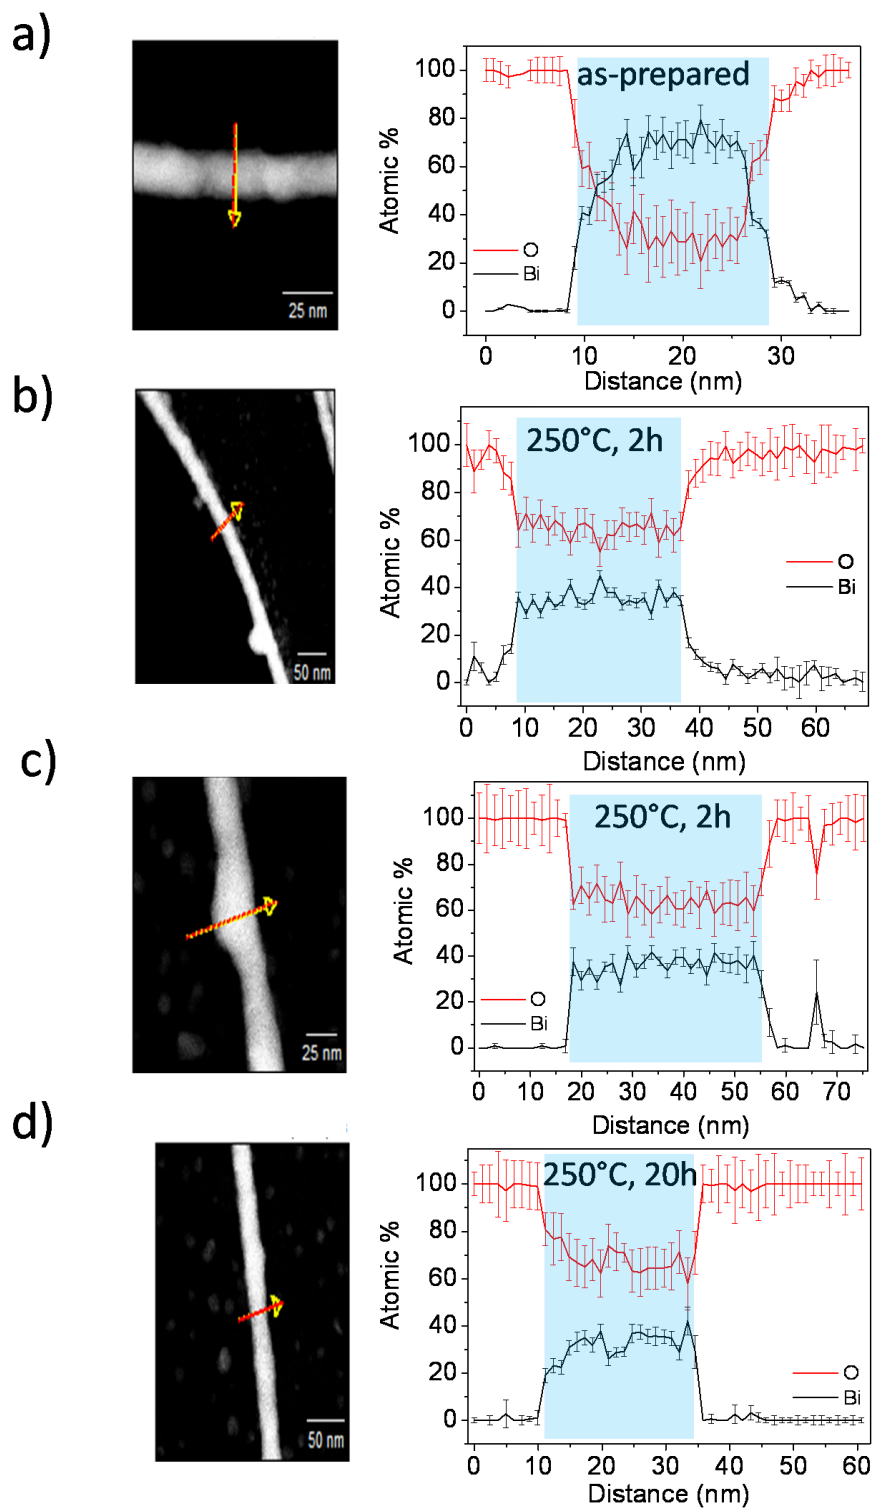 a)
25 nm
as-prepared
Atomic %
100
80
60
40
20
0
O
Bi
0 10 20 30
Distance (nm)
b)
50 nm
250°C, 2h
Atomic %
100
80
60
40
20
0
O
Bi
0 10 20 30 40 50 60
Distance (nm)
c)
25 nm
250°C, 2h
Atomic %
100
80
60
40
20
0
O
Bi
0 10 20 30 40 50 60 70
Distance (nm)
d)
50 nm
250°C, 20h
Atomic %
100
80
60
40
20
0
O
Bi
0 10 20 30 40 50 60
Distance (nm)